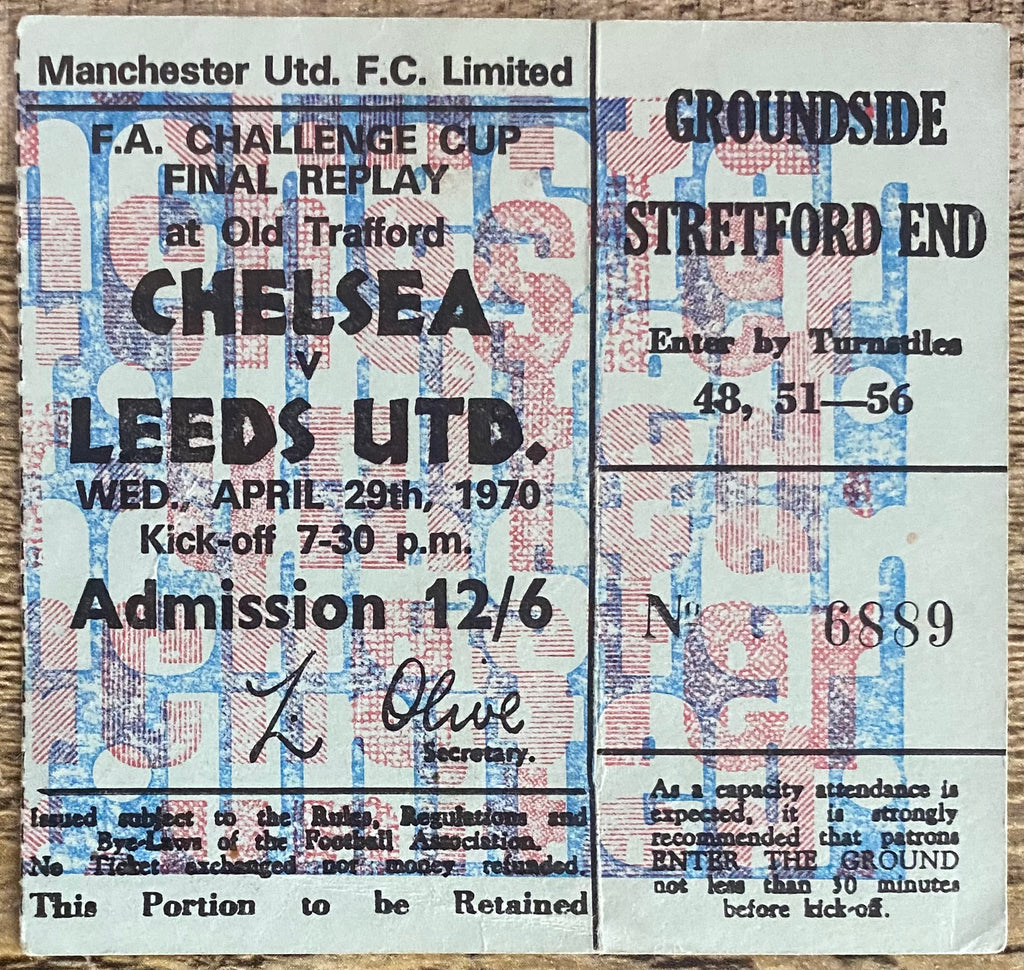 Manchester Utd. F.C. Limited
F.A. CHALLENGE CUP
FINAL REPLAY
at Old Trafford
CHELSEA
v
LEEDS UTD.
WED., APRIL 29th, 1970
Kick-off 7-30 p.m.
Admission 12/6
L. Olive
Secretary.
Issued subject to the Rules, Regulations and
Bye-Laws of the Football Association.
No Ticket exchanged nor money refunded.
This Portion to be Retained
GROUNDSIDE
STRETFORD END
Enter by Turnstiles
48, 51—56
No 6889
As a capacity attendance is
expected, it is strongly
recommended that patrons
ENTER THE GROUND
not less than 30 minutes
before kick-off.